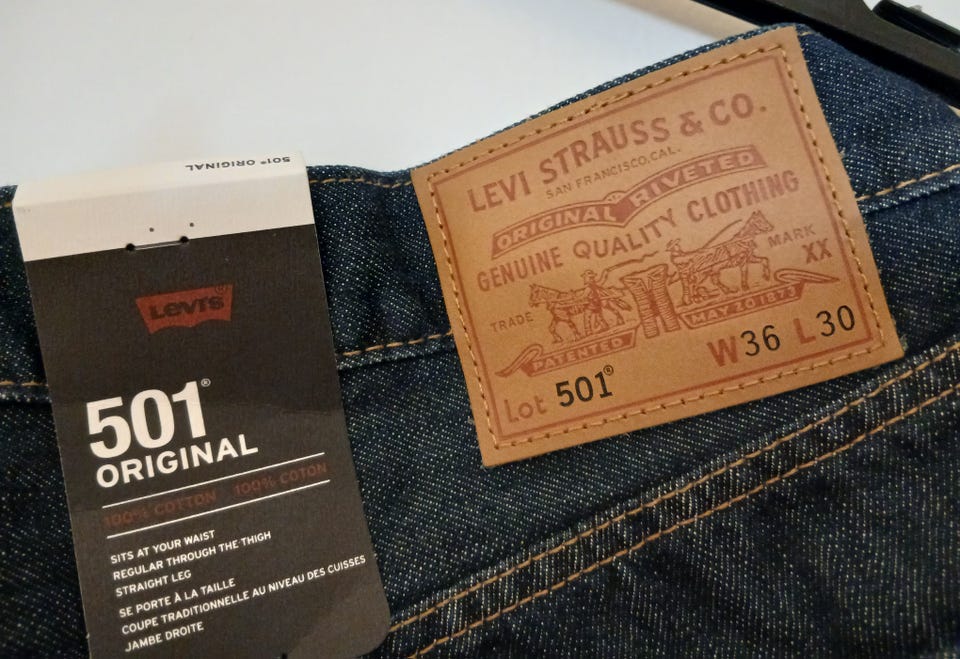 501® ORIGINAL
Levi's®
501®
ORIGINAL
100% COTTON 100% COTON
SITS AT YOUR WAIST
REGULAR THROUGH THE THIGH
STRAIGHT LEG
SE PORTE À LA TAILLE
COUPE TRADITIONNELLE AU NIVEAU DES CUISSES
JAMBE DROITE
LEVI STRAUSS & CO.
SAN FRANCISCO, CAL.
ORIGINAL RIVETED
GENUINE QUALITY CLOTHING
TRADE MARK
XX
PATENTED MAY 20 1873
Lot 501® W36 L30